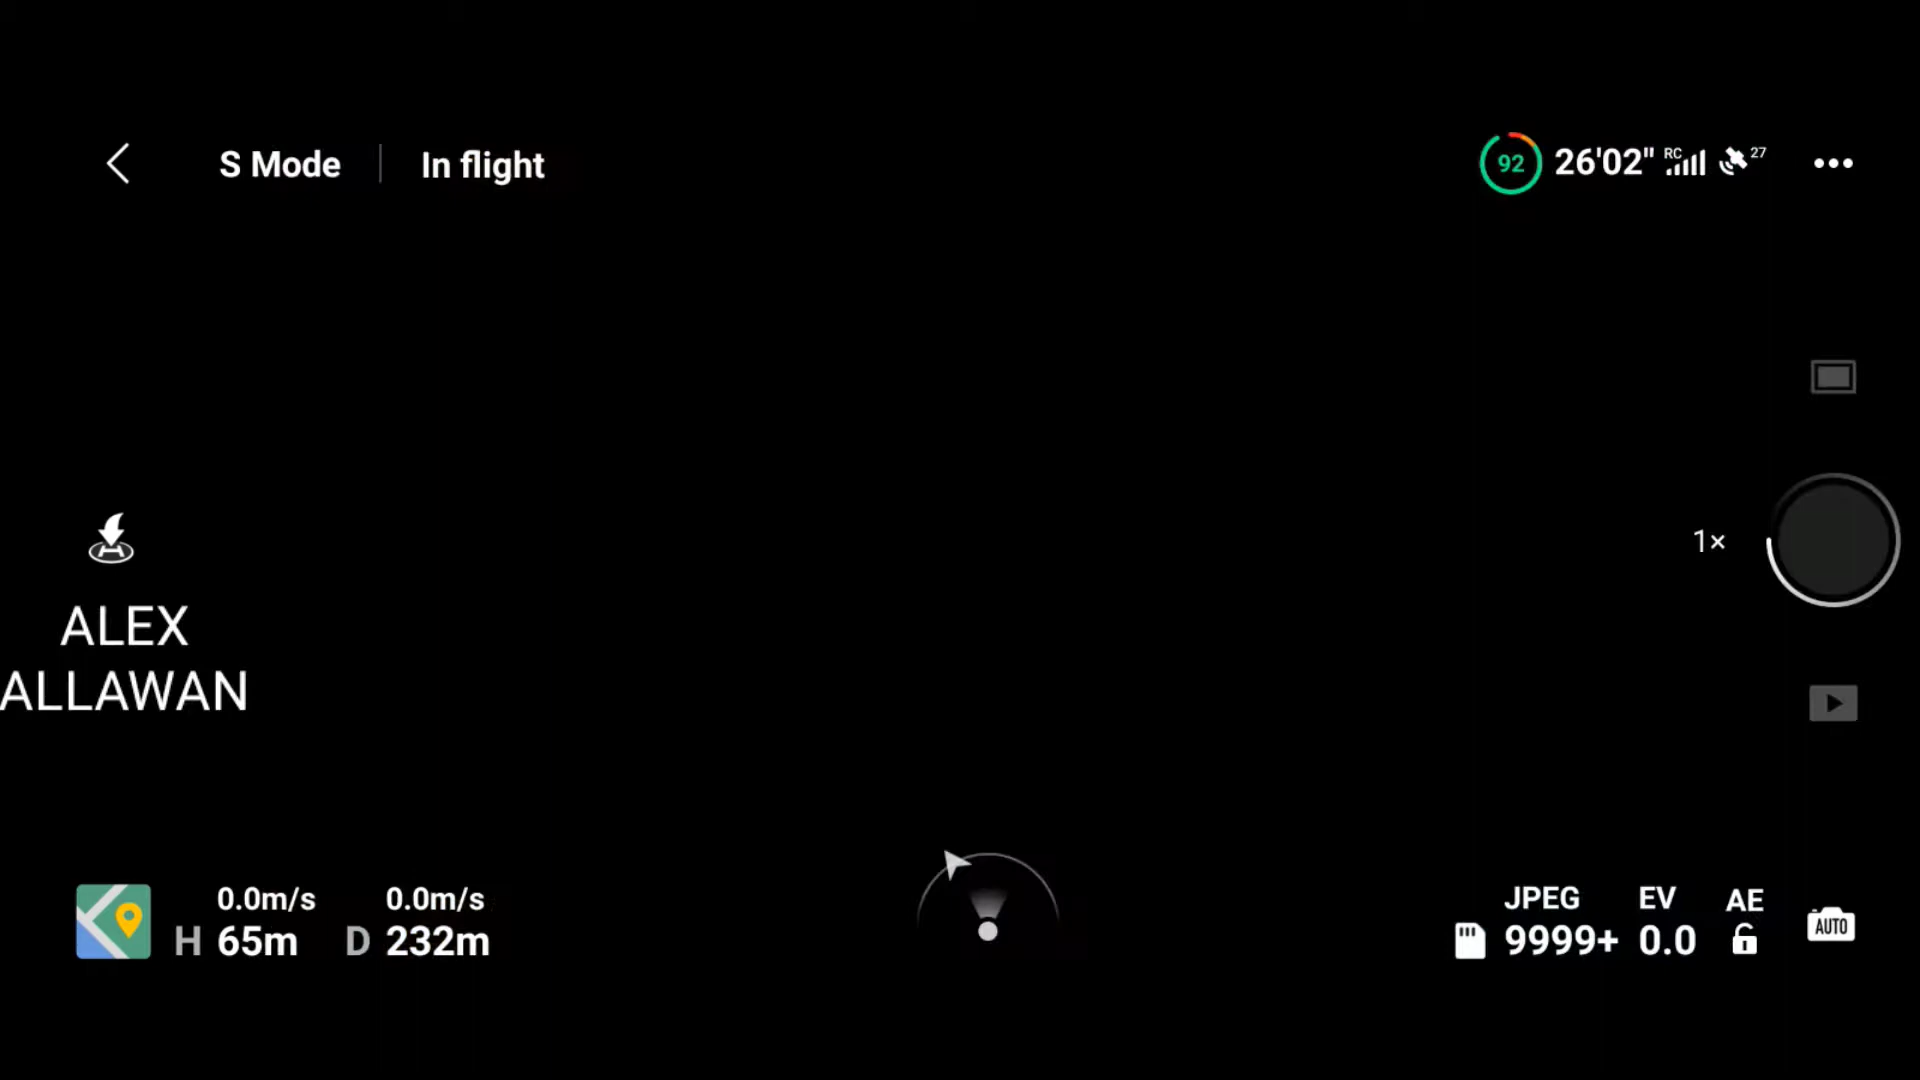 S Mode | In flight
92 26'02" RC 27
1×
ALEX
ALLAWAN
0.0m/s 0.0m/s
H 65m D 232m
JPEG EV AE
9999+ 0.0
AUTO